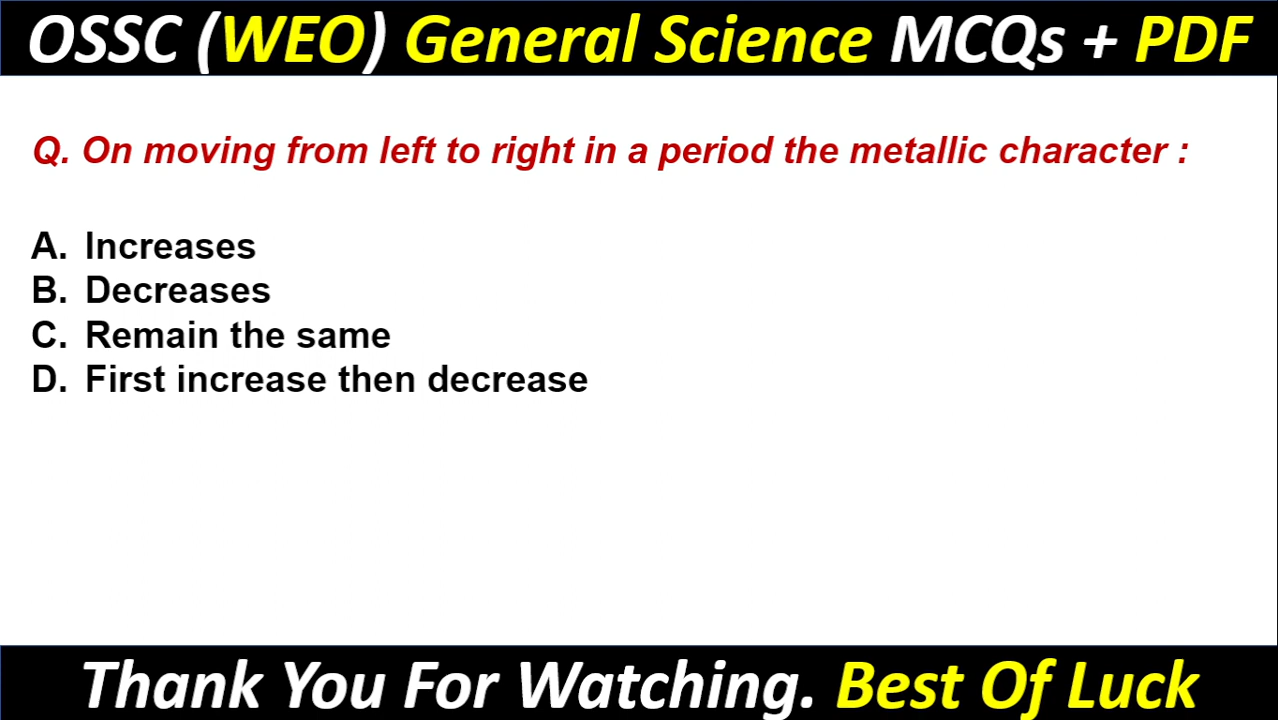 OSSC (WEO) General Science MCQs + PDF
Q. On moving from left to right in a period the metallic character :
A. Increases
B. Decreases
C. Remain the same
D. First increase then decrease
Thank You For Watching. Best Of Luck